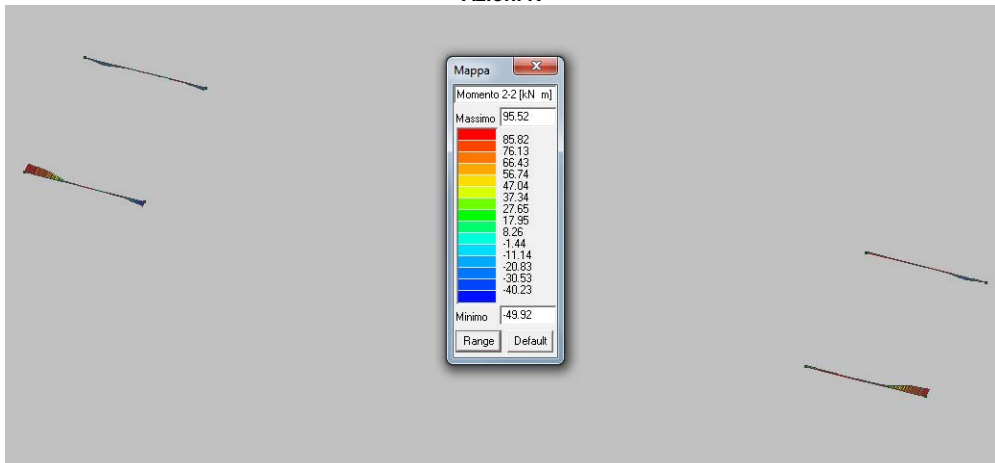 Mappa
Momento 2-2 [kN m]
Massimo 95.52
85.82
76.13
66.43
56.74
47.04
37.34
27.65
17.95
8.26
-1.44
-11.14
-20.83
-30.53
-40.23
Minimo -49.92
Range Default